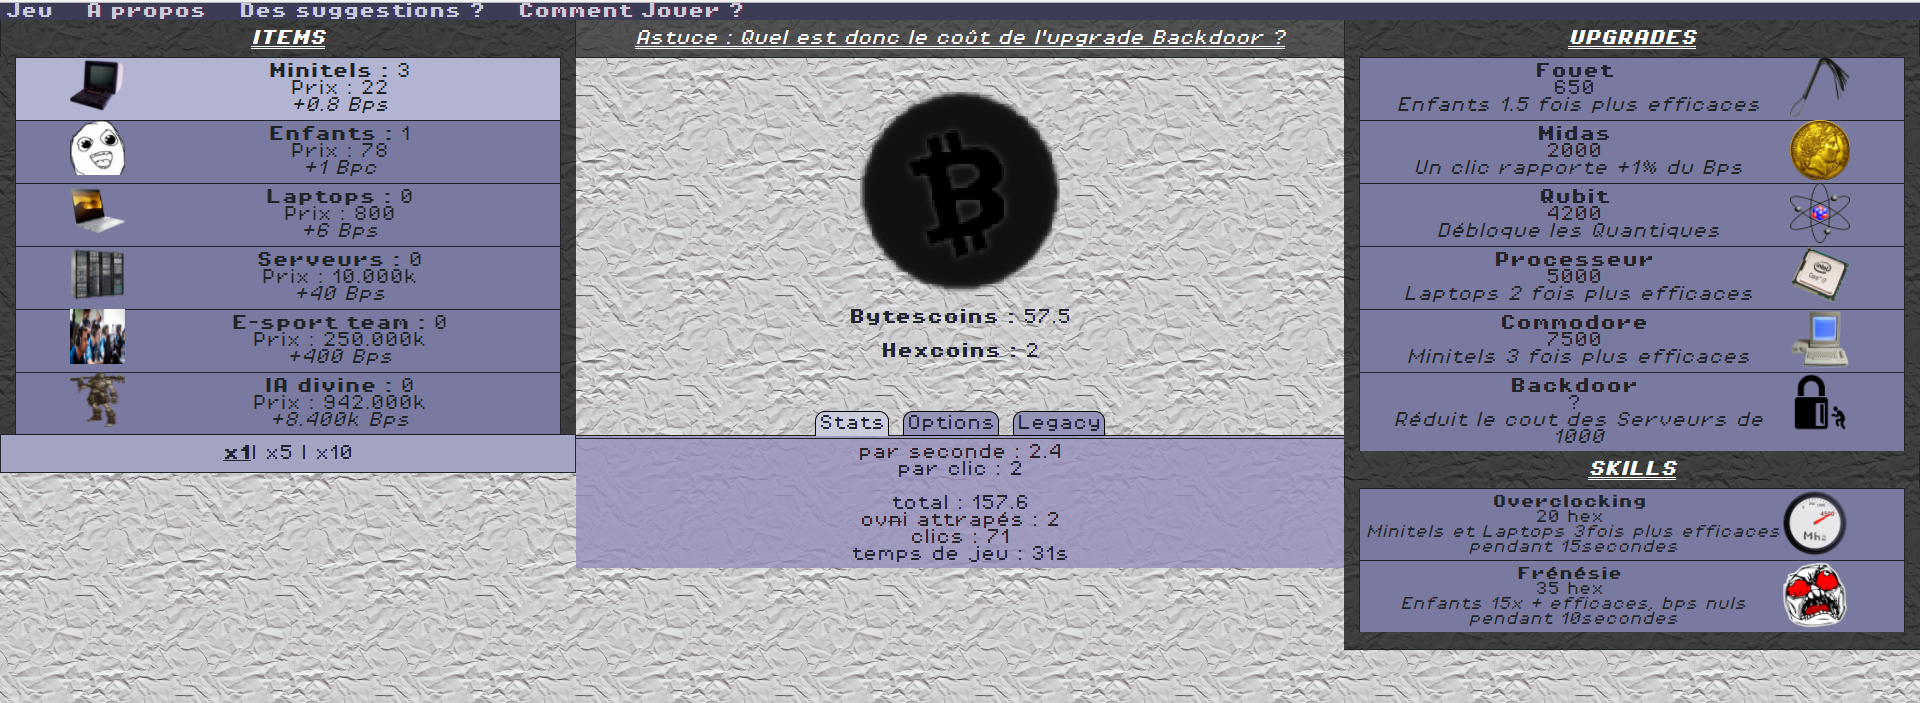 Jeu A propos Des suggestions ? Comment Jouer ?
ITEMS
Minitels : 3
Prix : 22
+0.8 Bps
Enfants : 1
Prix : 78
+1 Bpc
Laptops : 0
Prix : 800
+6 Bps
Serveurs : 0
Prix : 10.000k
+40 Bps
E-sport team : 0
Prix : 250.000k
+400 Bps
IA divine : 0
Prix : 942.000k
+8.400k Bps
x1| x5 | x10
Astuce : Quel est donc le coût de l'upgrade Backdoor ?
Bytescoins : 57.5
Hexcoins : 2
Stats Options Legacy
par seconde : 2.4
par clic : 2
total : 157.6
ovni attrapés : 2
clics : 71
temps de jeu : 31s
UPGRADES
Fouet
650
Enfants 1.5 fois plus efficaces
Midas
2000
Un clic rapporte +1% du Bps
Qubit
4200
Débloque les Quantiques
Processeur
5000
Laptops 2 fois plus efficaces
intel
Commodore
7500
Minitels 3 fois plus efficaces
Backdoor
?
Réduit le cout des Serveurs de
1000
SKILLS
Overclocking
20 hex
Minitels et Laptops 3fois plus efficaces
pendant 15secondes
Mhz
Frénésie
35 hex
Enfants 15x + efficaces, bps nuls
pendant 10secondes